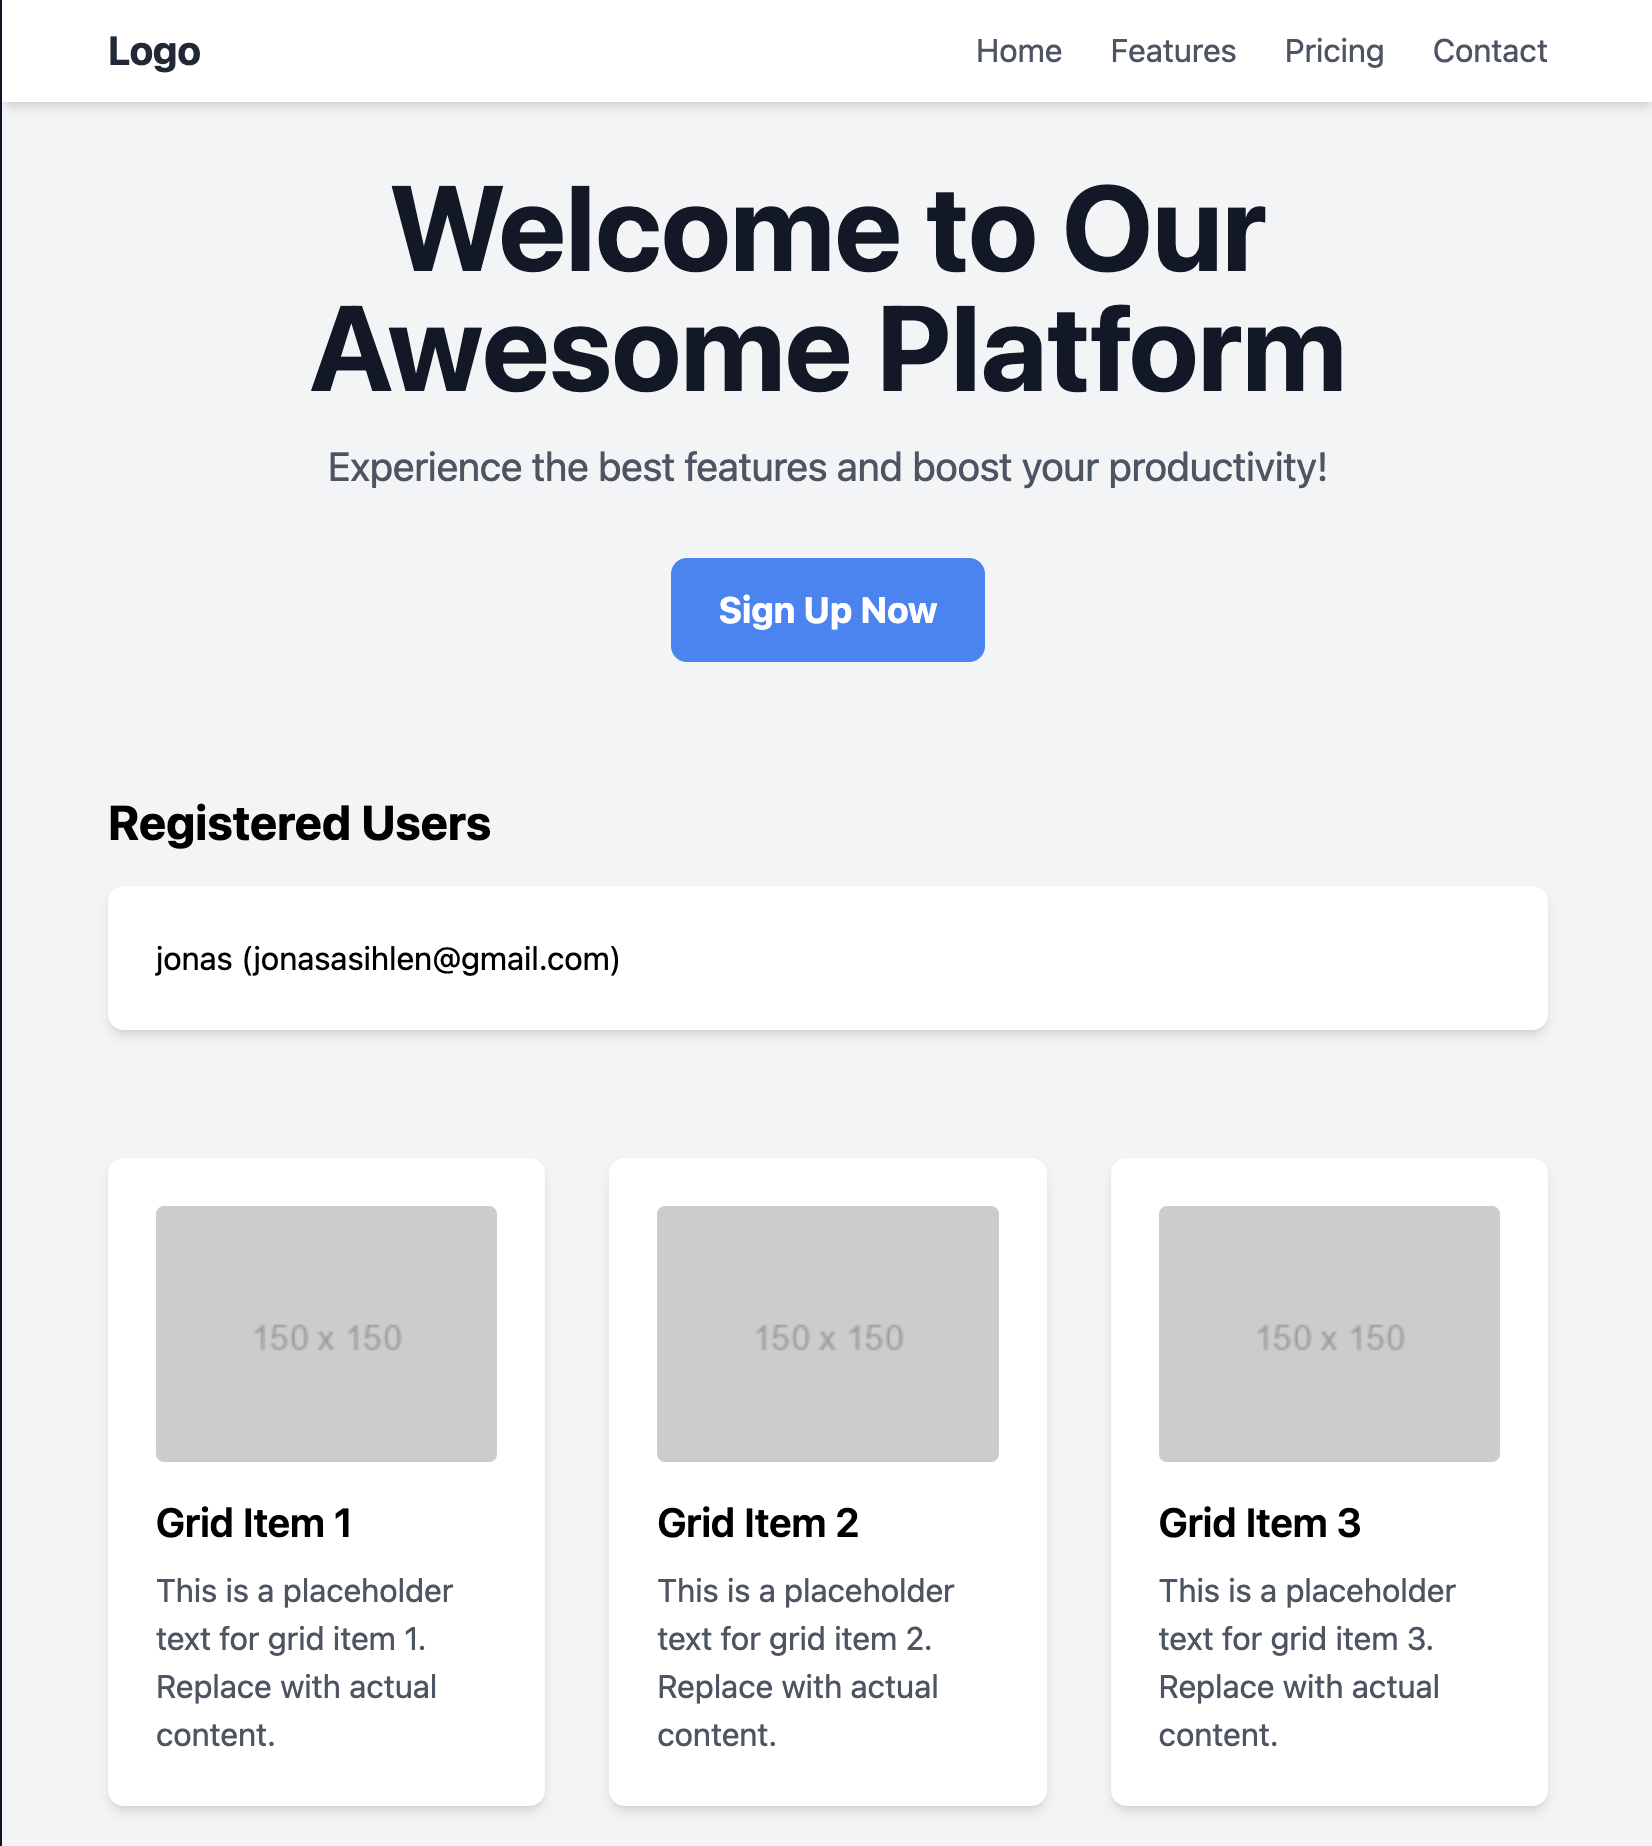 Logo
Home Features Pricing Contact
Welcome to Our
Awesome Platform
Experience the best features and boost your productivity!
Sign Up Now
Registered Users
jonas (jonasasihlen@gmail.com)
150 x 150
Grid Item 1
This is a placeholder
text for grid item 1.
Replace with actual
content.
150 x 150
Grid Item 2
This is a placeholder
text for grid item 2.
Replace with actual
content.
150 x 150
Grid Item 3
This is a placeholder
text for grid item 3.
Replace with actual
content.